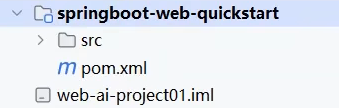 springboot-web-quickstart
src
pom.xml
web-ai-project01.iml